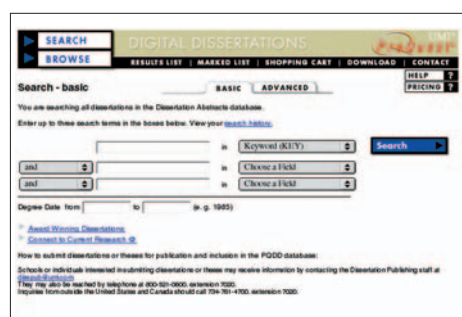 SEARCH
DIGITAL DISSERTATIONS
UMI
ProQuest
BROWSE
RESULTS LIST | MARKED LIST | SHOPPING CART | DOWNLOAD | CONTACT
HELP ?
Search - basic
BASIC
ADVANCED
PRICING ?
You are searching all dissertations in the Dissertation Abstracts database.
Enter up to three search terms in the boxes below. View your search history.
in Keyword (KEY)
Search
and
in Choose a Field
and
in Choose a Field
Degree Date from to (e. g. 1985)
Award Winning Dissertations
Connect to Current Research @
How to submit dissertations or theses for publication and inclusion in the PQDD database:
Schools or individuals interested in submitting dissertations or theses may receive information by contacting the Dissertation Publishing staff at
They may also be reached by telephone at 800-521-0600, extension 7020.
Inquiries from outside the United States and Canada should call 734-761-4700, extension 7020.